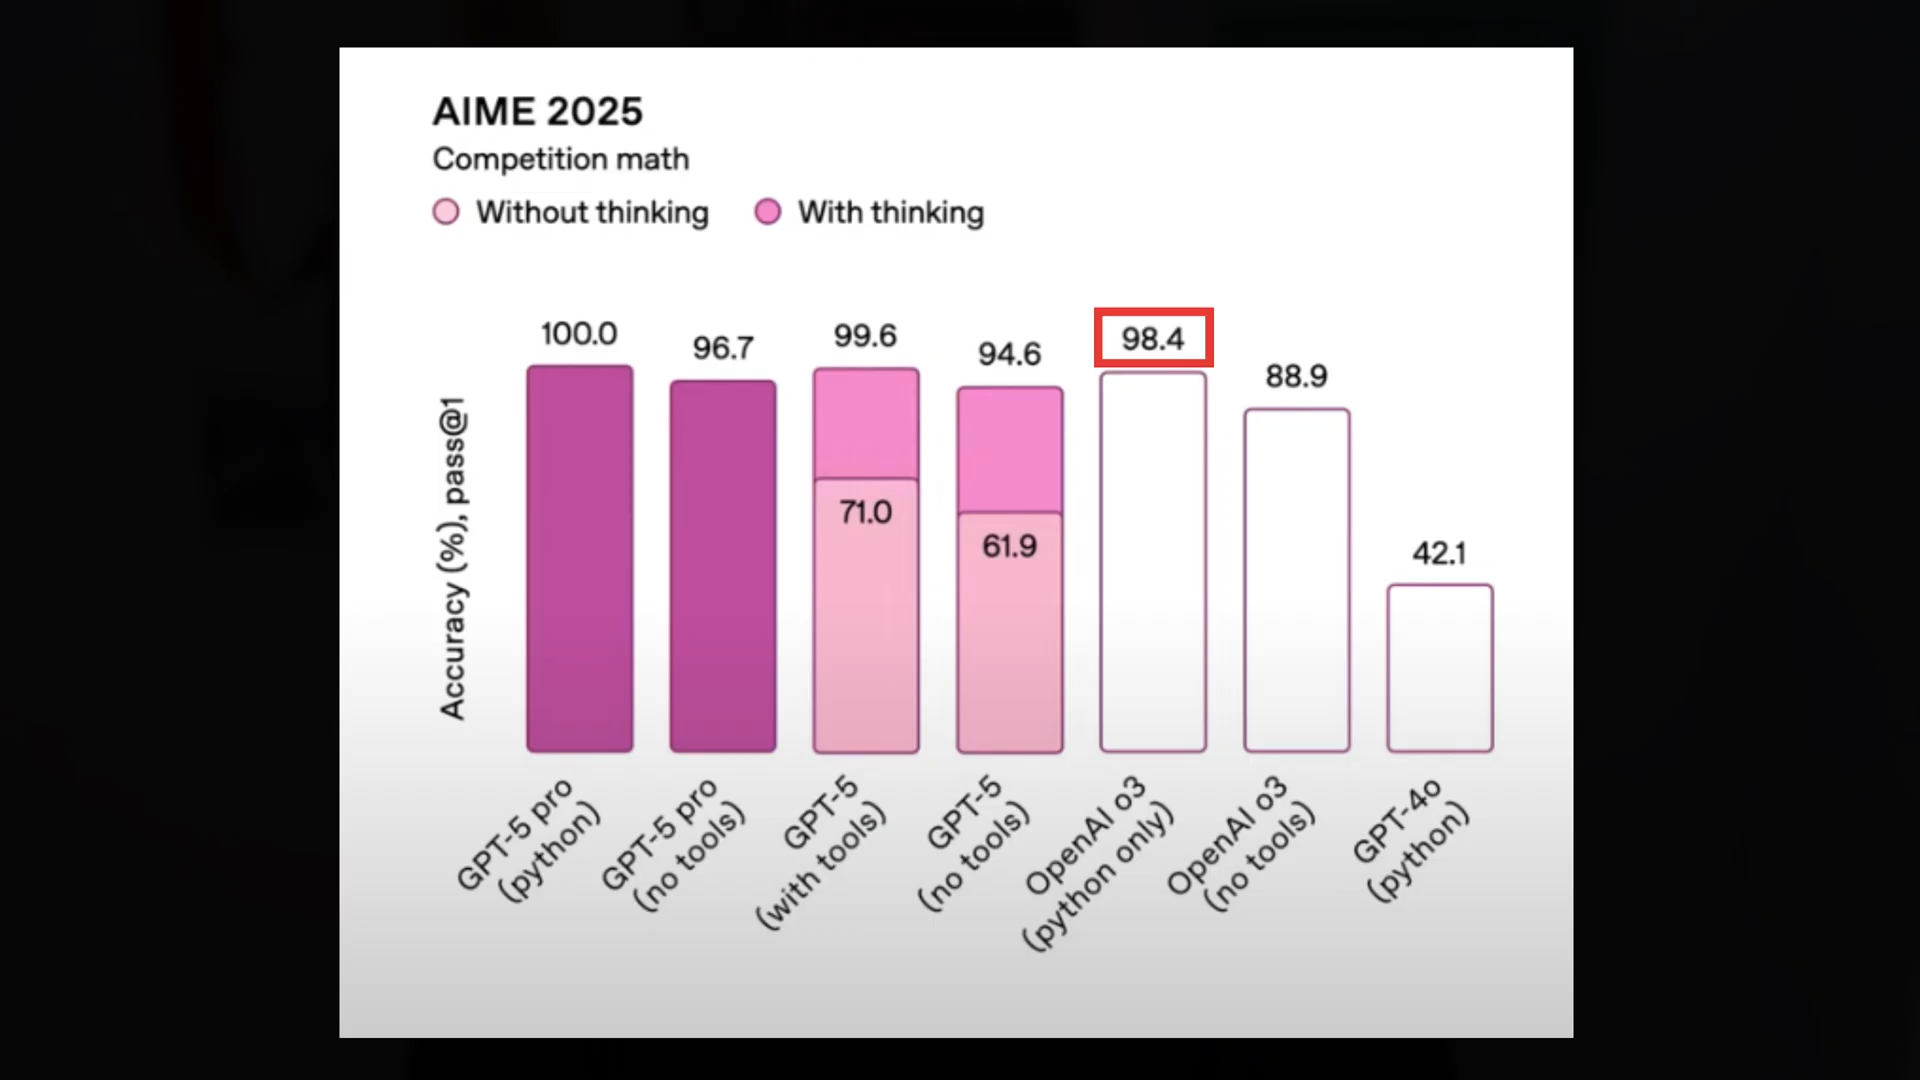 AIME 2025
Competition math
Without thinking
With thinking
Accuracy (%), pass@1
100.0
96.7
99.6
71.0
94.6
61.9
98.4
88.9
42.1
GPT-5 pro
(python)
GPT-5 pro
(no tools)
GPT-5
(with tools)
GPT-5
(no tools)
OpenAI o3
(python only)
OpenAI o3
(no tools)
GPT-4o
(python)